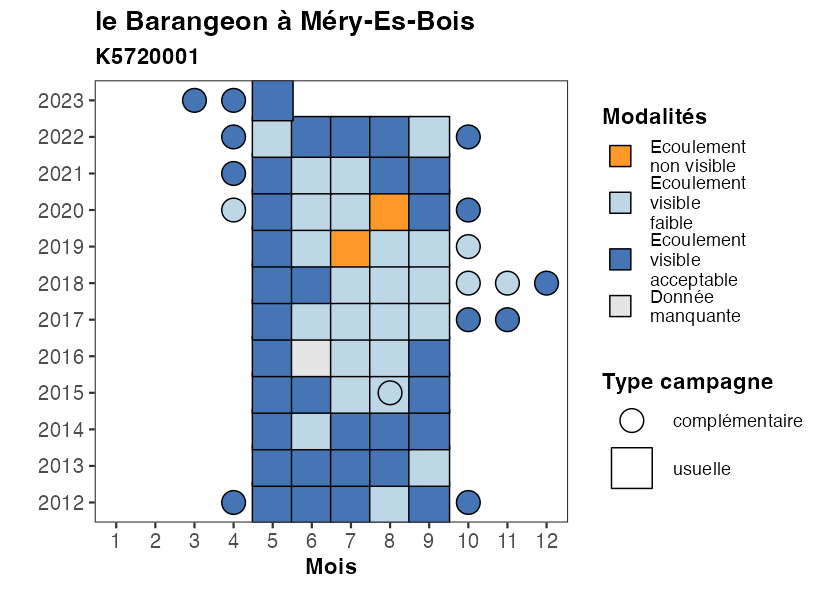 le Barangeon à Méry-Es-Bois
K5720001
2023
2022
2021
2020
2019
2018
2017
2016
2015
2014
2013
2012
1 2 3 4 5 6 7 8 9 10 11 12
Mois
Modalités
Ecoulement
non visible
Ecoulement
visible
faible
Ecoulement
visible
acceptable
Donnée
manquante
Type campagne
complémentaire
usuelle